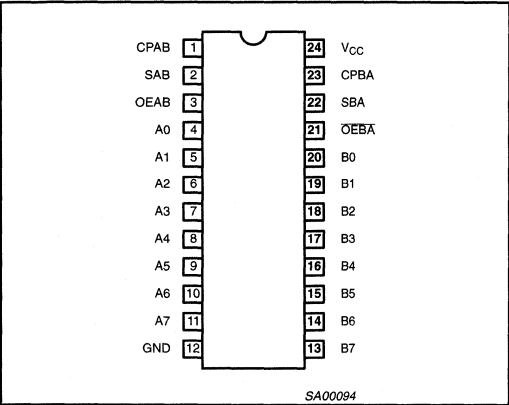 CPAB 1 24 VCC
SAB 2 23 CPBA
OEAB 3 22 SBA
A0 4 21 OEBA
A1 5 20 B0
A2 6 19 B1
A3 7 18 B2
A4 8 17 B3
A5 9 16 B4
A6 10 15 B5
A7 11 14 B6
GND 12 13 B7
SA00094